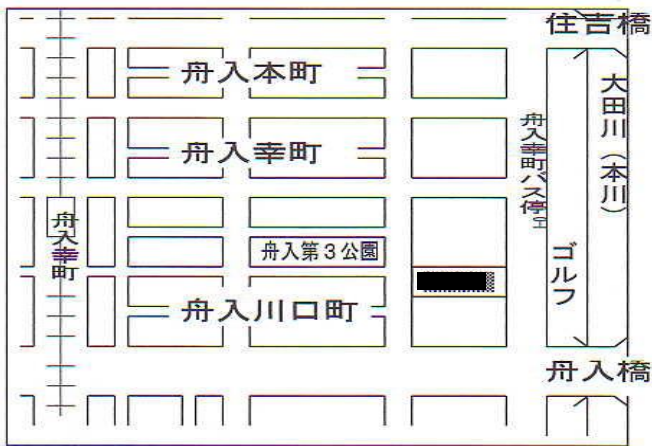 住吉橋
舟入本町
大田川（本川）
舟入幸町
舟入幸町バス停
舟入幸町
舟入第3公園
ゴルフ
舟入川口町
舟入橋